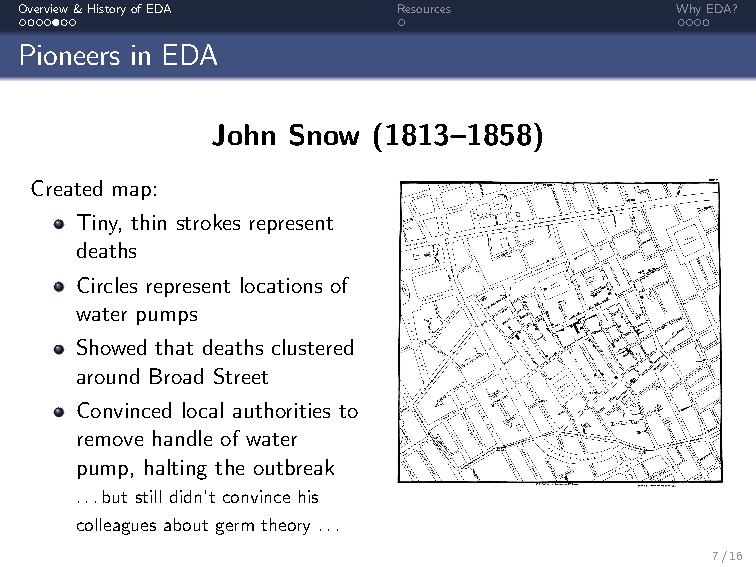 Overview & History of EDA
Resources
Why EDA?
Pioneers in EDA
John Snow (1813–1858)
Created map:
Tiny, thin strokes represent
deaths
Circles represent locations of
water pumps
Showed that deaths clustered
around Broad Street
Convinced local authorities to
remove handle of water
pump, halting the outbreak
...but still didn't convince his
colleagues about germ theory ...
7 / 16